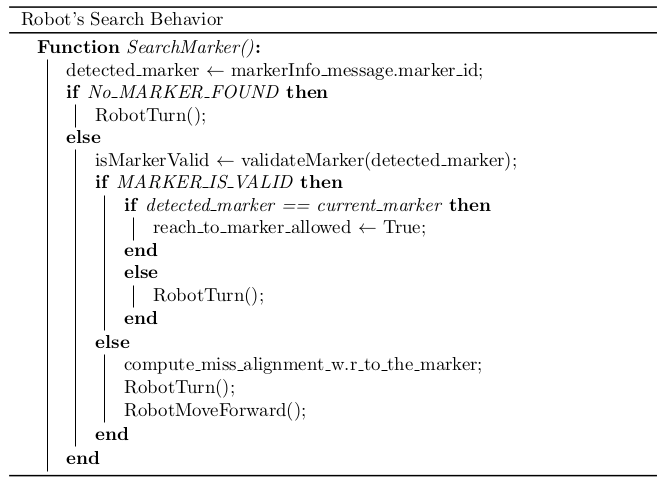 Robot's Search Behavior
Function SearchMarker():
detected_marker ← markerInfo_message.marker_id;
if No_MARKER_FOUND then
RobotTurn();
else
isMarkerValid ← validateMarker(detected_marker);
if MARKER_IS_VALID then
if detected_marker == current_marker then
reach_to_marker_allowed ← True;
end
else
RobotTurn();
end
else
compute_miss_alignment_w.r_to_the_marker;
RobotTurn();
RobotMoveForward();
end
end